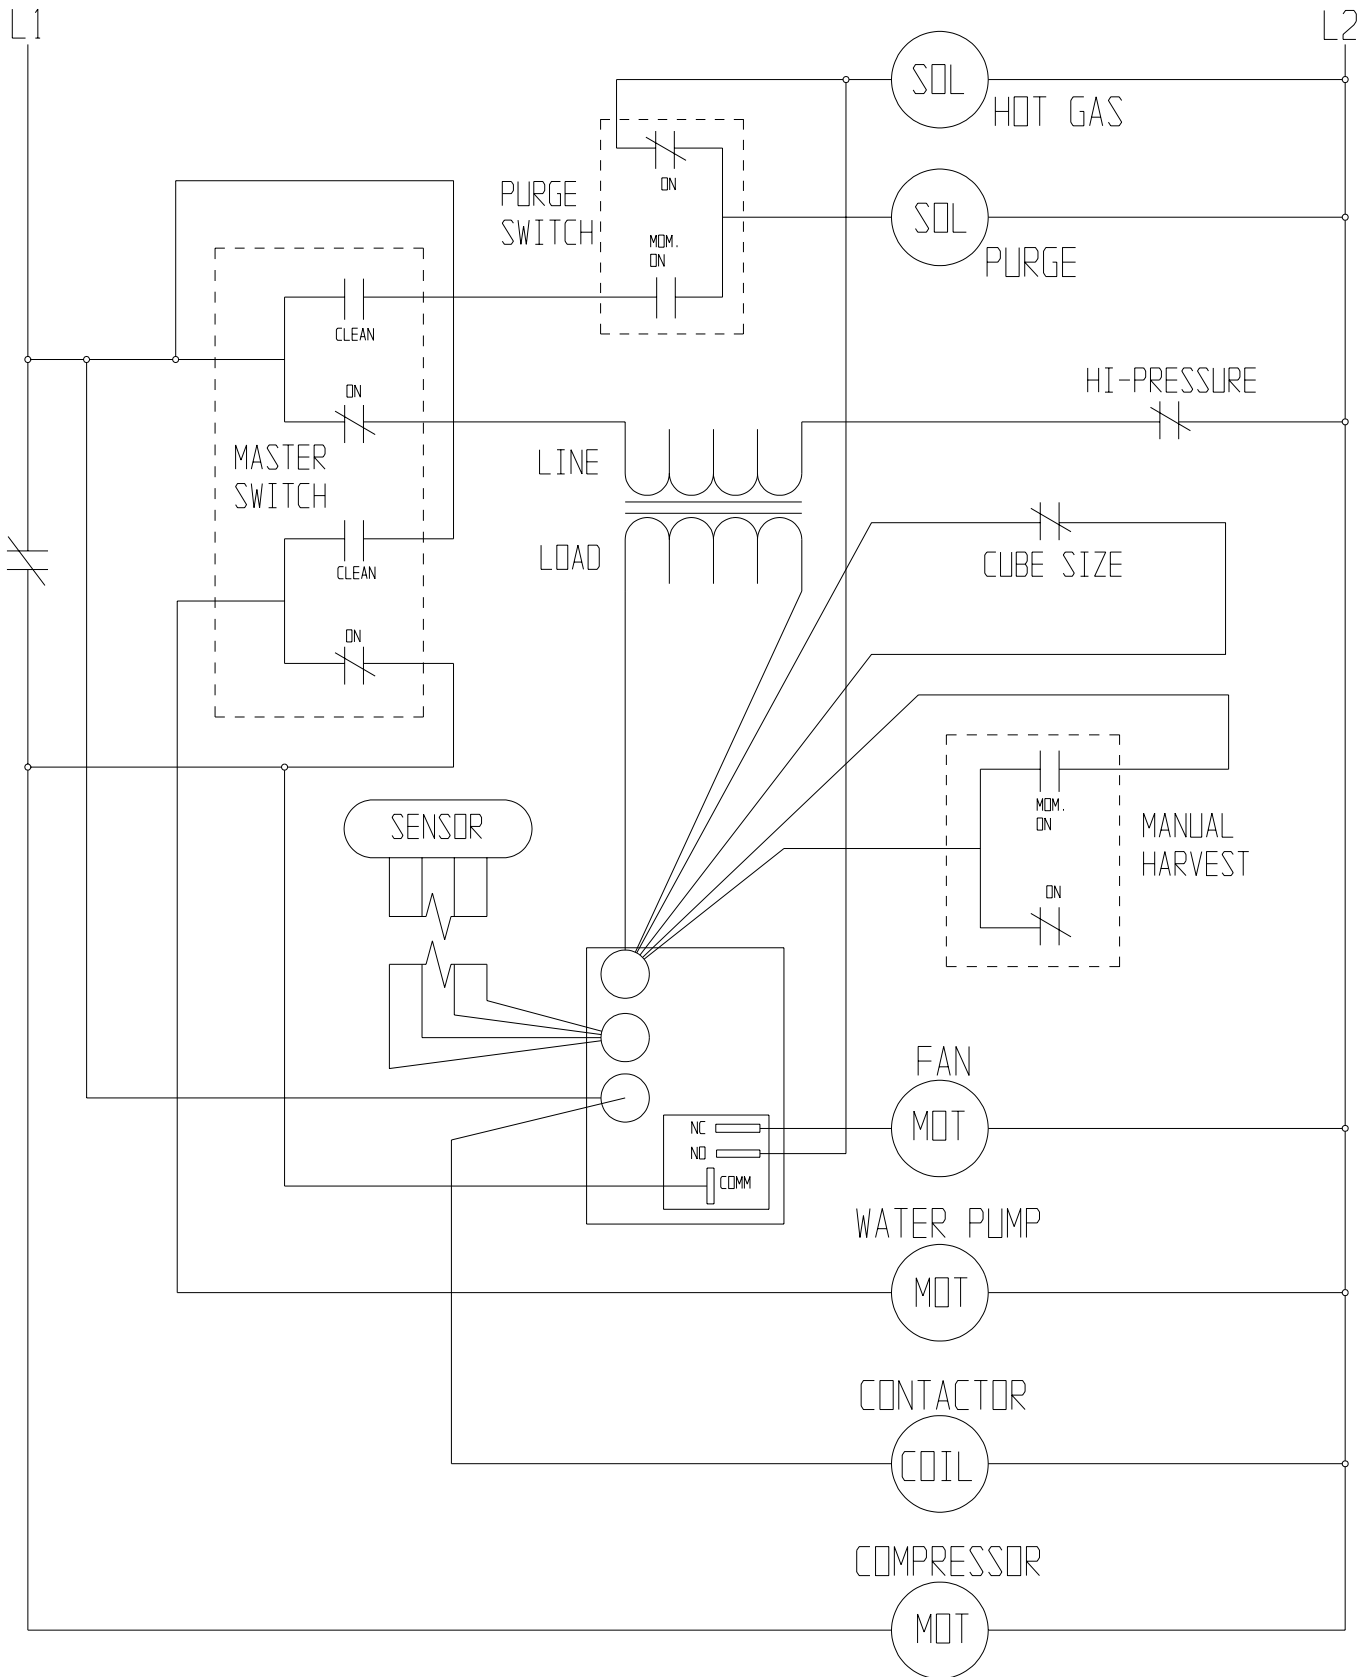 L1
L2
SOL
HOT GAS
ON
PURGE
SWITCH
MOM.
ON
SOL
PURGE
CLEAN
ON
HI-PRESSURE
MASTER
SWITCH
LINE
LOAD
CLEAN
CUBE SIZE
ON
MOM.
ON
SENSOR
MANUAL
HARVEST
ON
FAN
MOT
NC
NO
COMM
WATER PUMP
MOT
CONTACTOR
COIL
COMPRESSOR
MOT